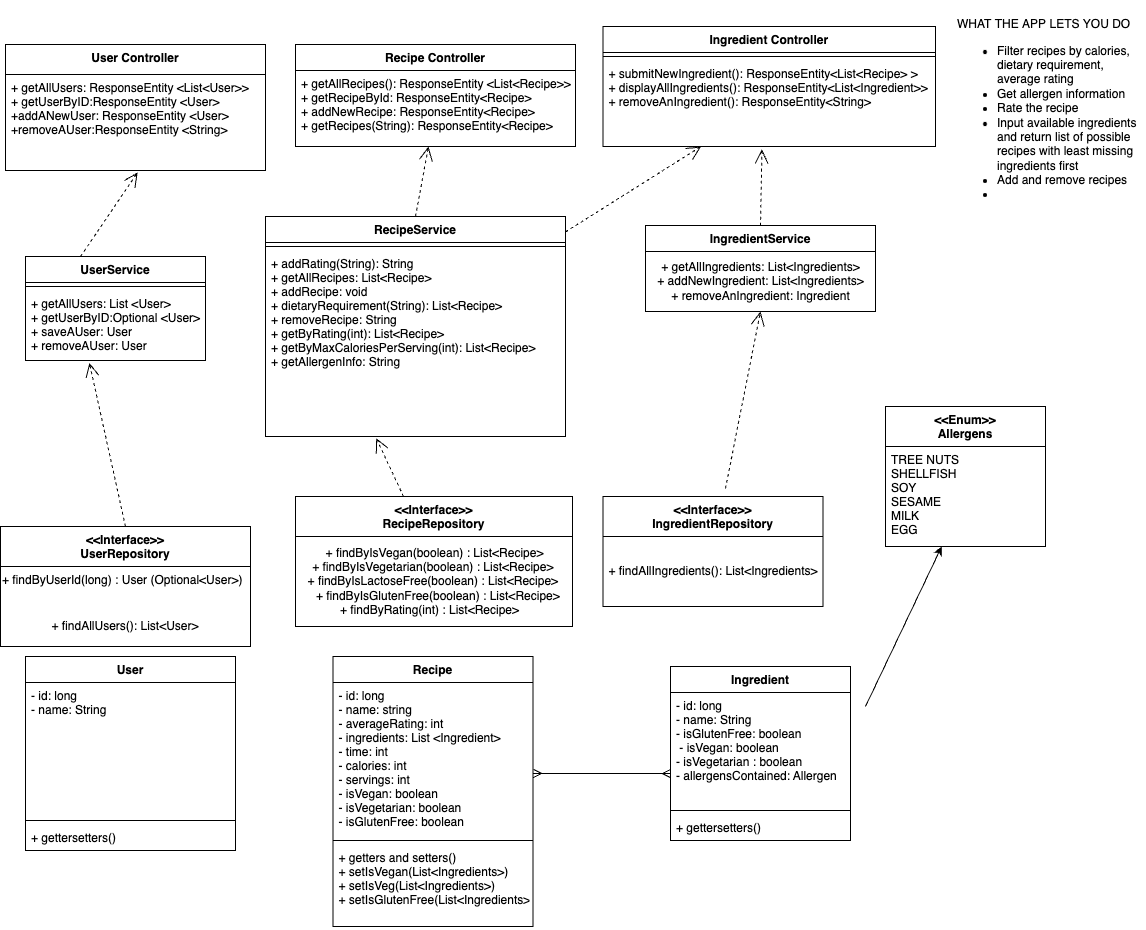 WHAT THE APP LETS YOU DO
Filter recipes by calories,
dietary requirement,
average rating
Get allergen information
Rate the recipe
Input available ingredients
and return list of possible
recipes with least missing
ingredients first
Add and remove recipes
User Controller
+ getAllUsers: ResponseEntity <List<User>>
+ getUserByID:ResponseEntity <User>
+addANewUser: ResponseEntity <User>
+removeAUser:ResponseEntity <String>
Recipe Controller
+ getAllRecipes(): ResponseEntity <List<Recipe>>
+ getRecipeById: ResponseEntity<Recipe>
+ addNewRecipe: ResponseEntity<Recipe>
+ getRecipes(String): ResponseEntity<Recipe>
Ingredient Controller
+ submitNewIngredient(): ResponseEntity<List<Recipe> >
+ displayAllIngredients(): ResponseEntity<List<Ingredient>>
+ removeAnIngredient(): ResponseEntity<String>
UserService
+ getAllUsers: List <User>
+ getUserByID:Optional <User>
+ saveAUser: User
+ removeAUser: User
RecipeService
+ addRating(String): String
+ getAllRecipes: List<Recipe>
+ addRecipe: void
+ dietaryRequirement(String): List<Recipe>
+ removeRecipe: String
+ getByRating(int): List<Recipe>
+ getByMaxCaloriesPerServing(int): List<Recipe>
+ getAllergenInfo: String
IngredientService
+ getAllIngredients: List<Ingredients>
+ addNewIngredient: List<Ingredients>
+ removeAnIngredient: Ingredient
<<Enum>>
Allergens
TREE NUTS
SHELLFISH
SOY
SESAME
MILK
EGG
<<Interface>>
UserRepository
+ findByUserId(long) : User (Optional<User>)
+ findAllUsers(): List<User>
<<Interface>>
RecipeRepository
+ findByIsVegan(boolean) : List<Recipe>
+ findByIsVegetarian(boolean) : List<Recipe>
+ findByIsLactoseFree(boolean) : List<Recipe>
+ findByIsGlutenFree(boolean) : List<Recipe>
+ findByRating(int) : List<Recipe>
<<Interface>>
IngredientRepository
+ findAllIngredients(): List<Ingredients>
User
- id: long
- name: String
+ gettersetters()
Recipe
- id: long
- name: string
- averageRating: int
- ingredients: List <Ingredient>
- time: int
- calories: int
- servings: int
- isVegan: boolean
- isVegetarian: boolean
- isGlutenFree: boolean
+ getters and setters()
+ setIsVegan(List<Ingredients>)
+ setIsVeg(List<Ingredients>)
+ setIsGlutenFree(List<Ingredients>
Ingredient
- id: long
- name: String
- isGlutenFree: boolean
- isVegan: boolean
- isVegetarian : boolean
- allergensContained: Allergen
+ gettersetters()